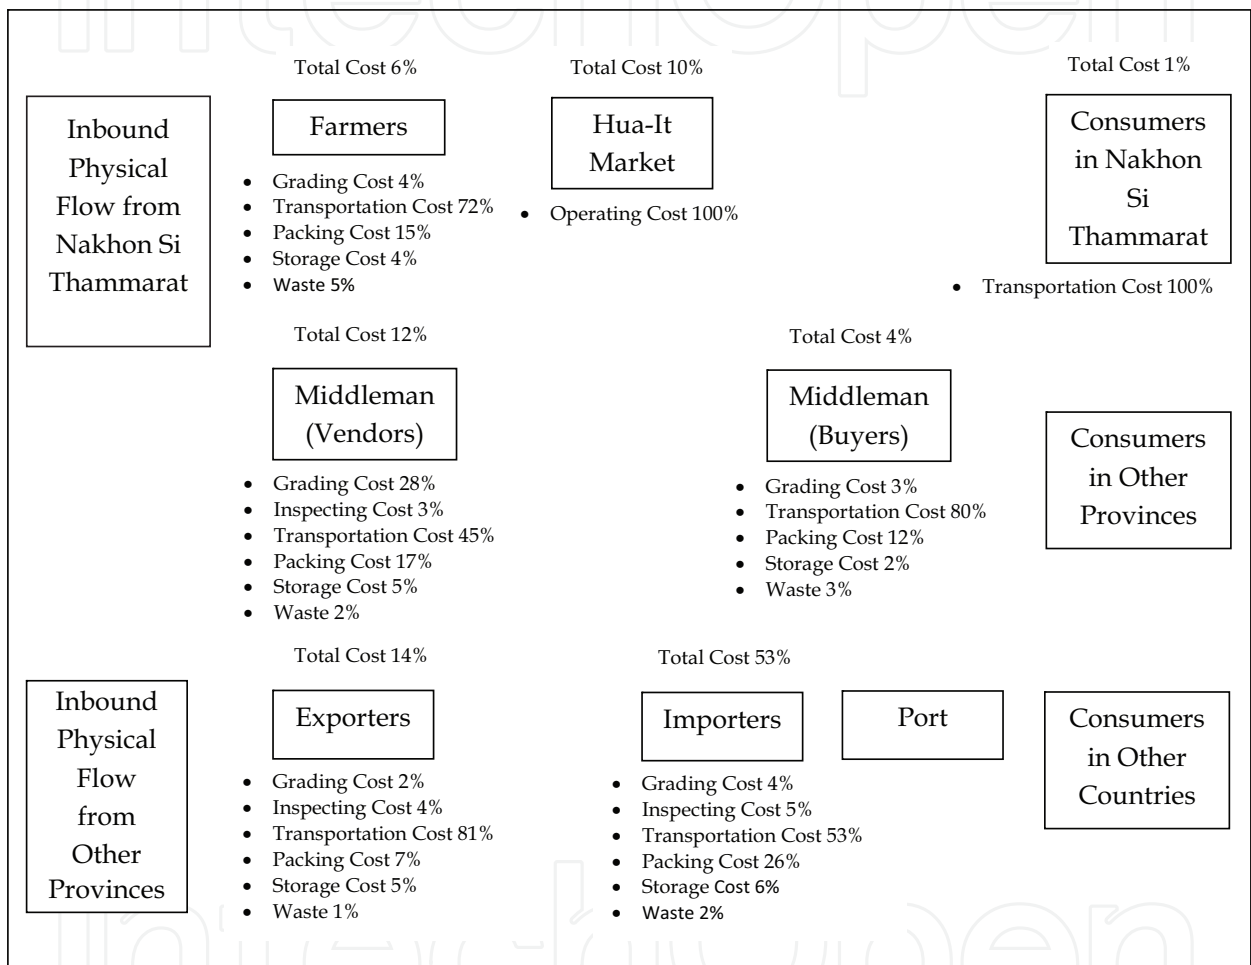 Total Cost 6%
Total Cost 10%
Total Cost 1%
Inbound
Physical
Flow from
Nakhon Si
Thammarat
Farmers
• Grading Cost 4%
• Transportation Cost 72%
• Packing Cost 15%
• Storage Cost 4%
• Waste 5%
Hua-It
Market
• Operating Cost 100%
Consumers
in Nakhon
Si
Thammarat
• Transportation Cost 100%
Total Cost 12%
Middleman
(Vendors)
• Grading Cost 28%
• Inspecting Cost 3%
• Transportation Cost 45%
• Packing Cost 17%
• Storage Cost 5%
• Waste 2%
Total Cost 4%
Middleman
(Buyers)
• Grading Cost 3%
• Transportation Cost 80%
• Packing Cost 12%
• Storage Cost 2%
• Waste 3%
Consumers
in Other
Provinces
Inbound
Physical
Flow
from
Other
Provinces
Total Cost 14%
Exporters
• Grading Cost 2%
• Inspecting Cost 4%
• Transportation Cost 81%
• Packing Cost 7%
• Storage Cost 5%
• Waste 1%
Total Cost 53%
Importers
• Grading Cost 4%
• Inspecting Cost 5%
• Transportation Cost 53%
• Packing Cost 26%
• Storage Cost 6%
• Waste 2%
Port
Consumers
in Other
Countries